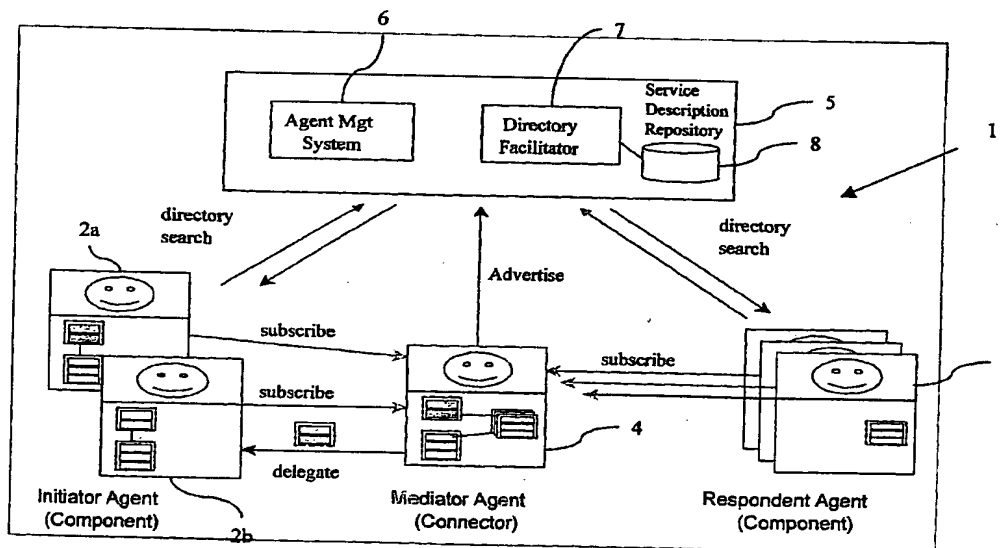 6
7
Agent Mgt
System
Directory
Facilitator
Service
Description
Repository
5
8
1
directory
search
directory
search
2a
Advertise
subscribe
subscribe
subscribe
delegate
4
Initiator Agent
(Component)
2b
Mediator Agent
(Connector)
Respondent Agent
(Component)